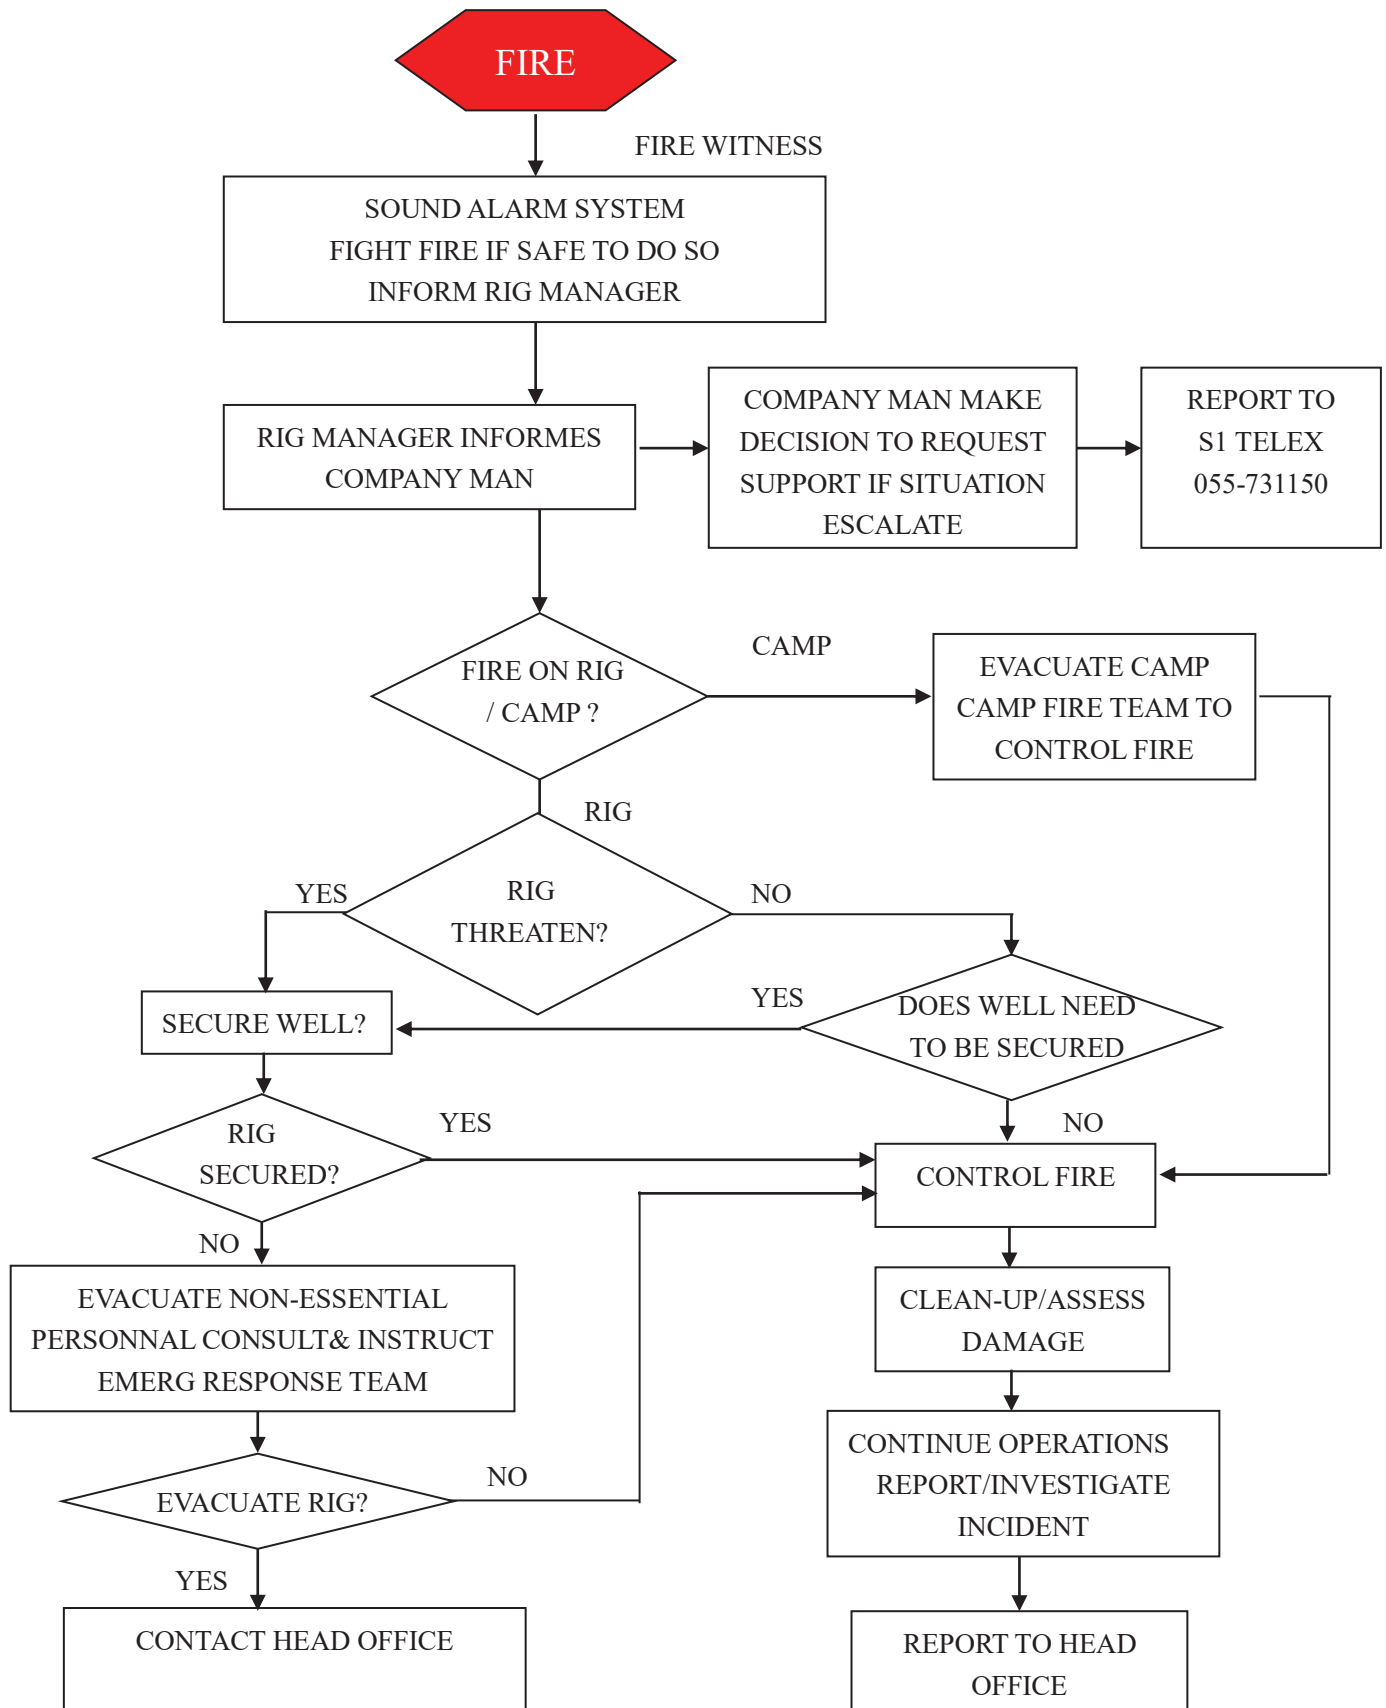 FIRE
FIRE WITNESS
SOUND ALARM SYSTEM
FIGHT FIRE IF SAFE TO DO SO
INFORM RIG MANAGER
RIG MANAGER INFORMES
COMPANY MAN
COMPANY MAN MAKE
DECISION TO REQUEST
SUPPORT IF SITUATION
ESCALATE
REPORT TO
S1 TELEX
055-731150
FIRE ON RIG
/ CAMP ?
CAMP
EVACUATE CAMP
CAMP FIRE TEAM TO
CONTROL FIRE
RIG
RIG
THREATEN?
YES
NO
SECURE WELL?
YES
DOES WELL NEED
TO BE SECURED
RIG
SECURED?
YES
NO
CONTROL FIRE
NO
EVACUATE NON-ESSENTIAL
PERSONNAL CONSULT& INSTRUCT
EMERG RESPONSE TEAM
CLEAN-UP/ASSESS
DAMAGE
EVACUATE RIG?
NO
CONTINUE OPERATIONS
REPORT/INVESTIGATE
INCIDENT
YES
CONTACT HEAD OFFICE
REPORT TO HEAD
OFFICE